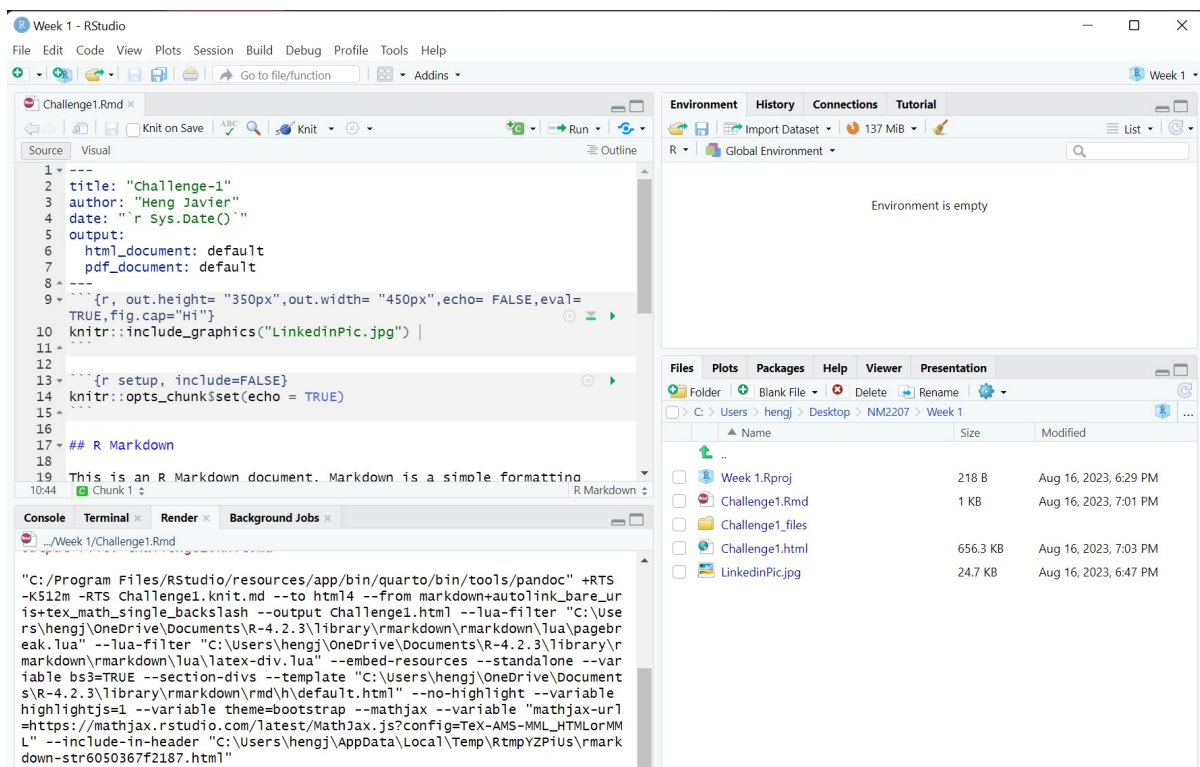 Week 1 - RStudio
File Edit Code View Plots Session Build Debug Profile Tools Help
Go to file/function Addins Week 1
Challenge1.Rmd
Knit on Save ABC Knit Run
Source Visual Outline
1 ---
2 title: "Challenge-1"
3 author: "Heng Javier"
4 date: "`r Sys.Date()`"
5 output:
6 html_document: default
7 pdf_document: default
8 ---
9 ```{r, out.height= "350px",out.width= "450px",echo= FALSE,eval=
TRUE,fig.cap="Hi"}
10 knitr::include_graphics("LinkedinPic.jpg")
11 ```
12
13 ```{r setup, include=FALSE}
14 knitr::opts_chunk$set(echo = TRUE)
15 ```
16
17 ## R Markdown
18
19 This is an R Markdown document. Markdown is a simple formatting
10:44 Chunk 1 R Markdown
Console Terminal Render Background Jobs
.../Week 1/Challenge1.Rmd
"C:/Program Files/RStudio/resources/app/bin/quarto/bin/tools/pandoc" +RTS
-K512m -RTS Challenge1.knit.md --to html4 --from markdown+autolink_bare_ur
is+tex_math_single_backslash --output Challenge1.html --lua-filter "C:\Use
rs\hengj\OneDrive\Documents\R-4.2.3\library\rmarkdown\rmarkdown\lua\pagebr
eak.lua" --lua-filter "C:\Users\hengj\OneDrive\Documents\R-4.2.3\library\r
markdown\rmarkdown\lua\latex-div.lua" --embed-resources --standalone --var
iable bs3=TRUE --section-divs --template "C:\Users\hengj\OneDrive\Document
s\R-4.2.3\library\rmarkdown\rmd\h\default.html" --no-highlight --variable
highlightjs=1 --variable theme=bootstrap --mathjax --variable "mathjax-url
=https://mathjax.rstudio.com/latest/MathJax.js?config=TeX-AMS-MML_HTMLorMM
L" --include-in-header "C:\Users\hengj\AppData\Local\Temp\RtmpYZPiUs\rmark
down-str6050367f2187.html"
Environment History Connections Tutorial
Import Dataset 137 MiB List
R Global Environment
Environment is empty
Files Plots Packages Help Viewer Presentation
Folder Blank File Delete Rename
C: > Users > hengj > Desktop > NM2207 > Week 1
Name Size Modified
..
Week 1.Rproj 218 B Aug 16, 2023, 6:29 PM
Challenge1.Rmd 1 KB Aug 16, 2023, 7:01 PM
Challenge1_files
Challenge1.html 656.3 KB Aug 16, 2023, 7:03 PM
LinkedinPic.jpg 24.7 KB Aug 16, 2023, 6:47 PM